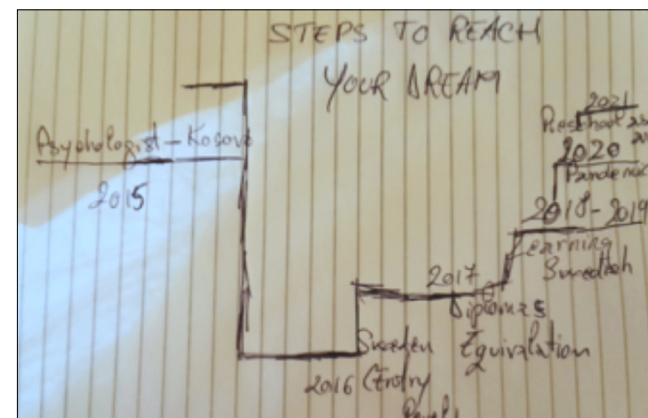 STEPS TO REACH
YOUR DREAM
Psychologist - Kosovo
2015
2016
Sweden
2017
Diplomas
Equivalation
2018-2019
Learning
Swedish
2020
Pandemic
2021
Preschool